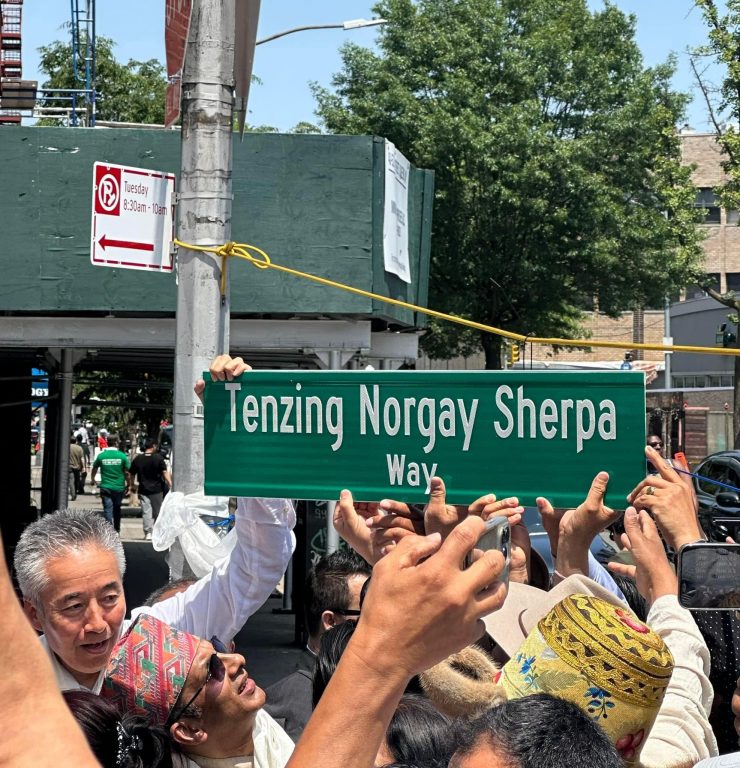 Tuesday
8:30am - 10am
Tenzing Norgay Sherpa
Way